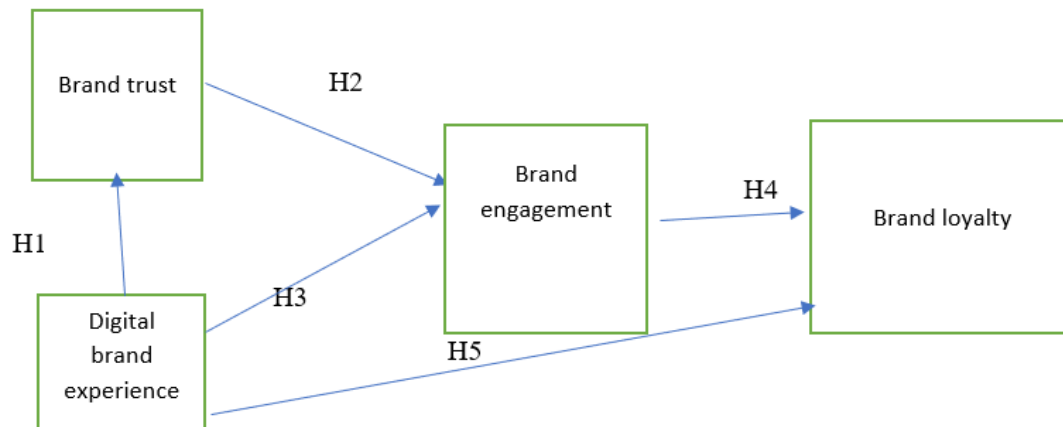 Brand trust
H2
Brand
engagement
H4
Brand loyalty
H1
H3
Digital
brand
experience
H5